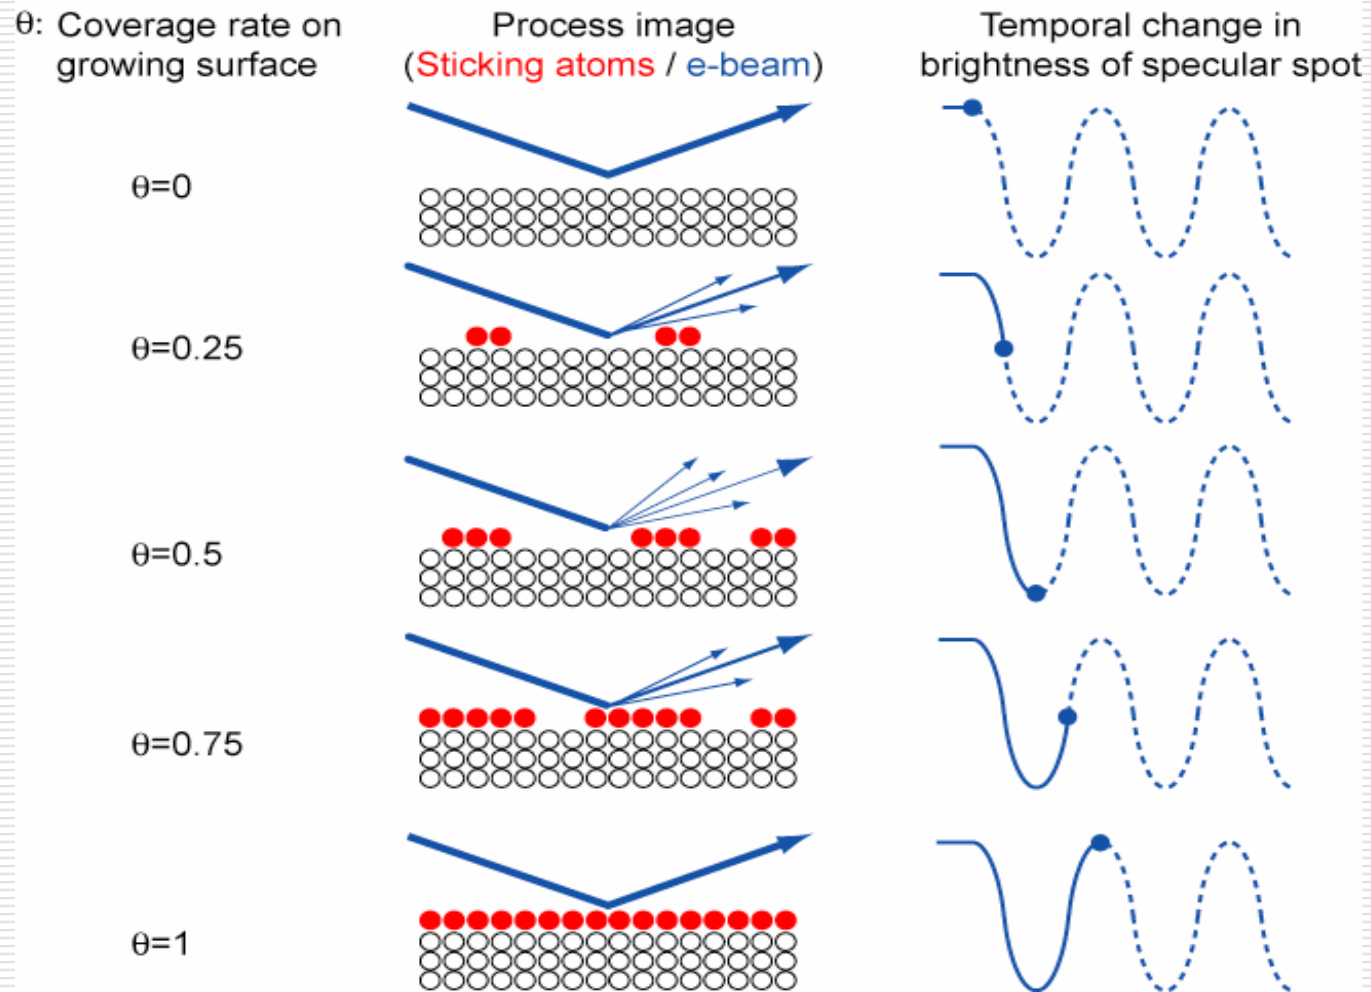 θ: Coverage rate on
growing surface
Process image
(Sticking atoms / e-beam)
Temporal change in
brightness of specular spot
θ=0
θ=0.25
θ=0.5
θ=0.75
θ=1